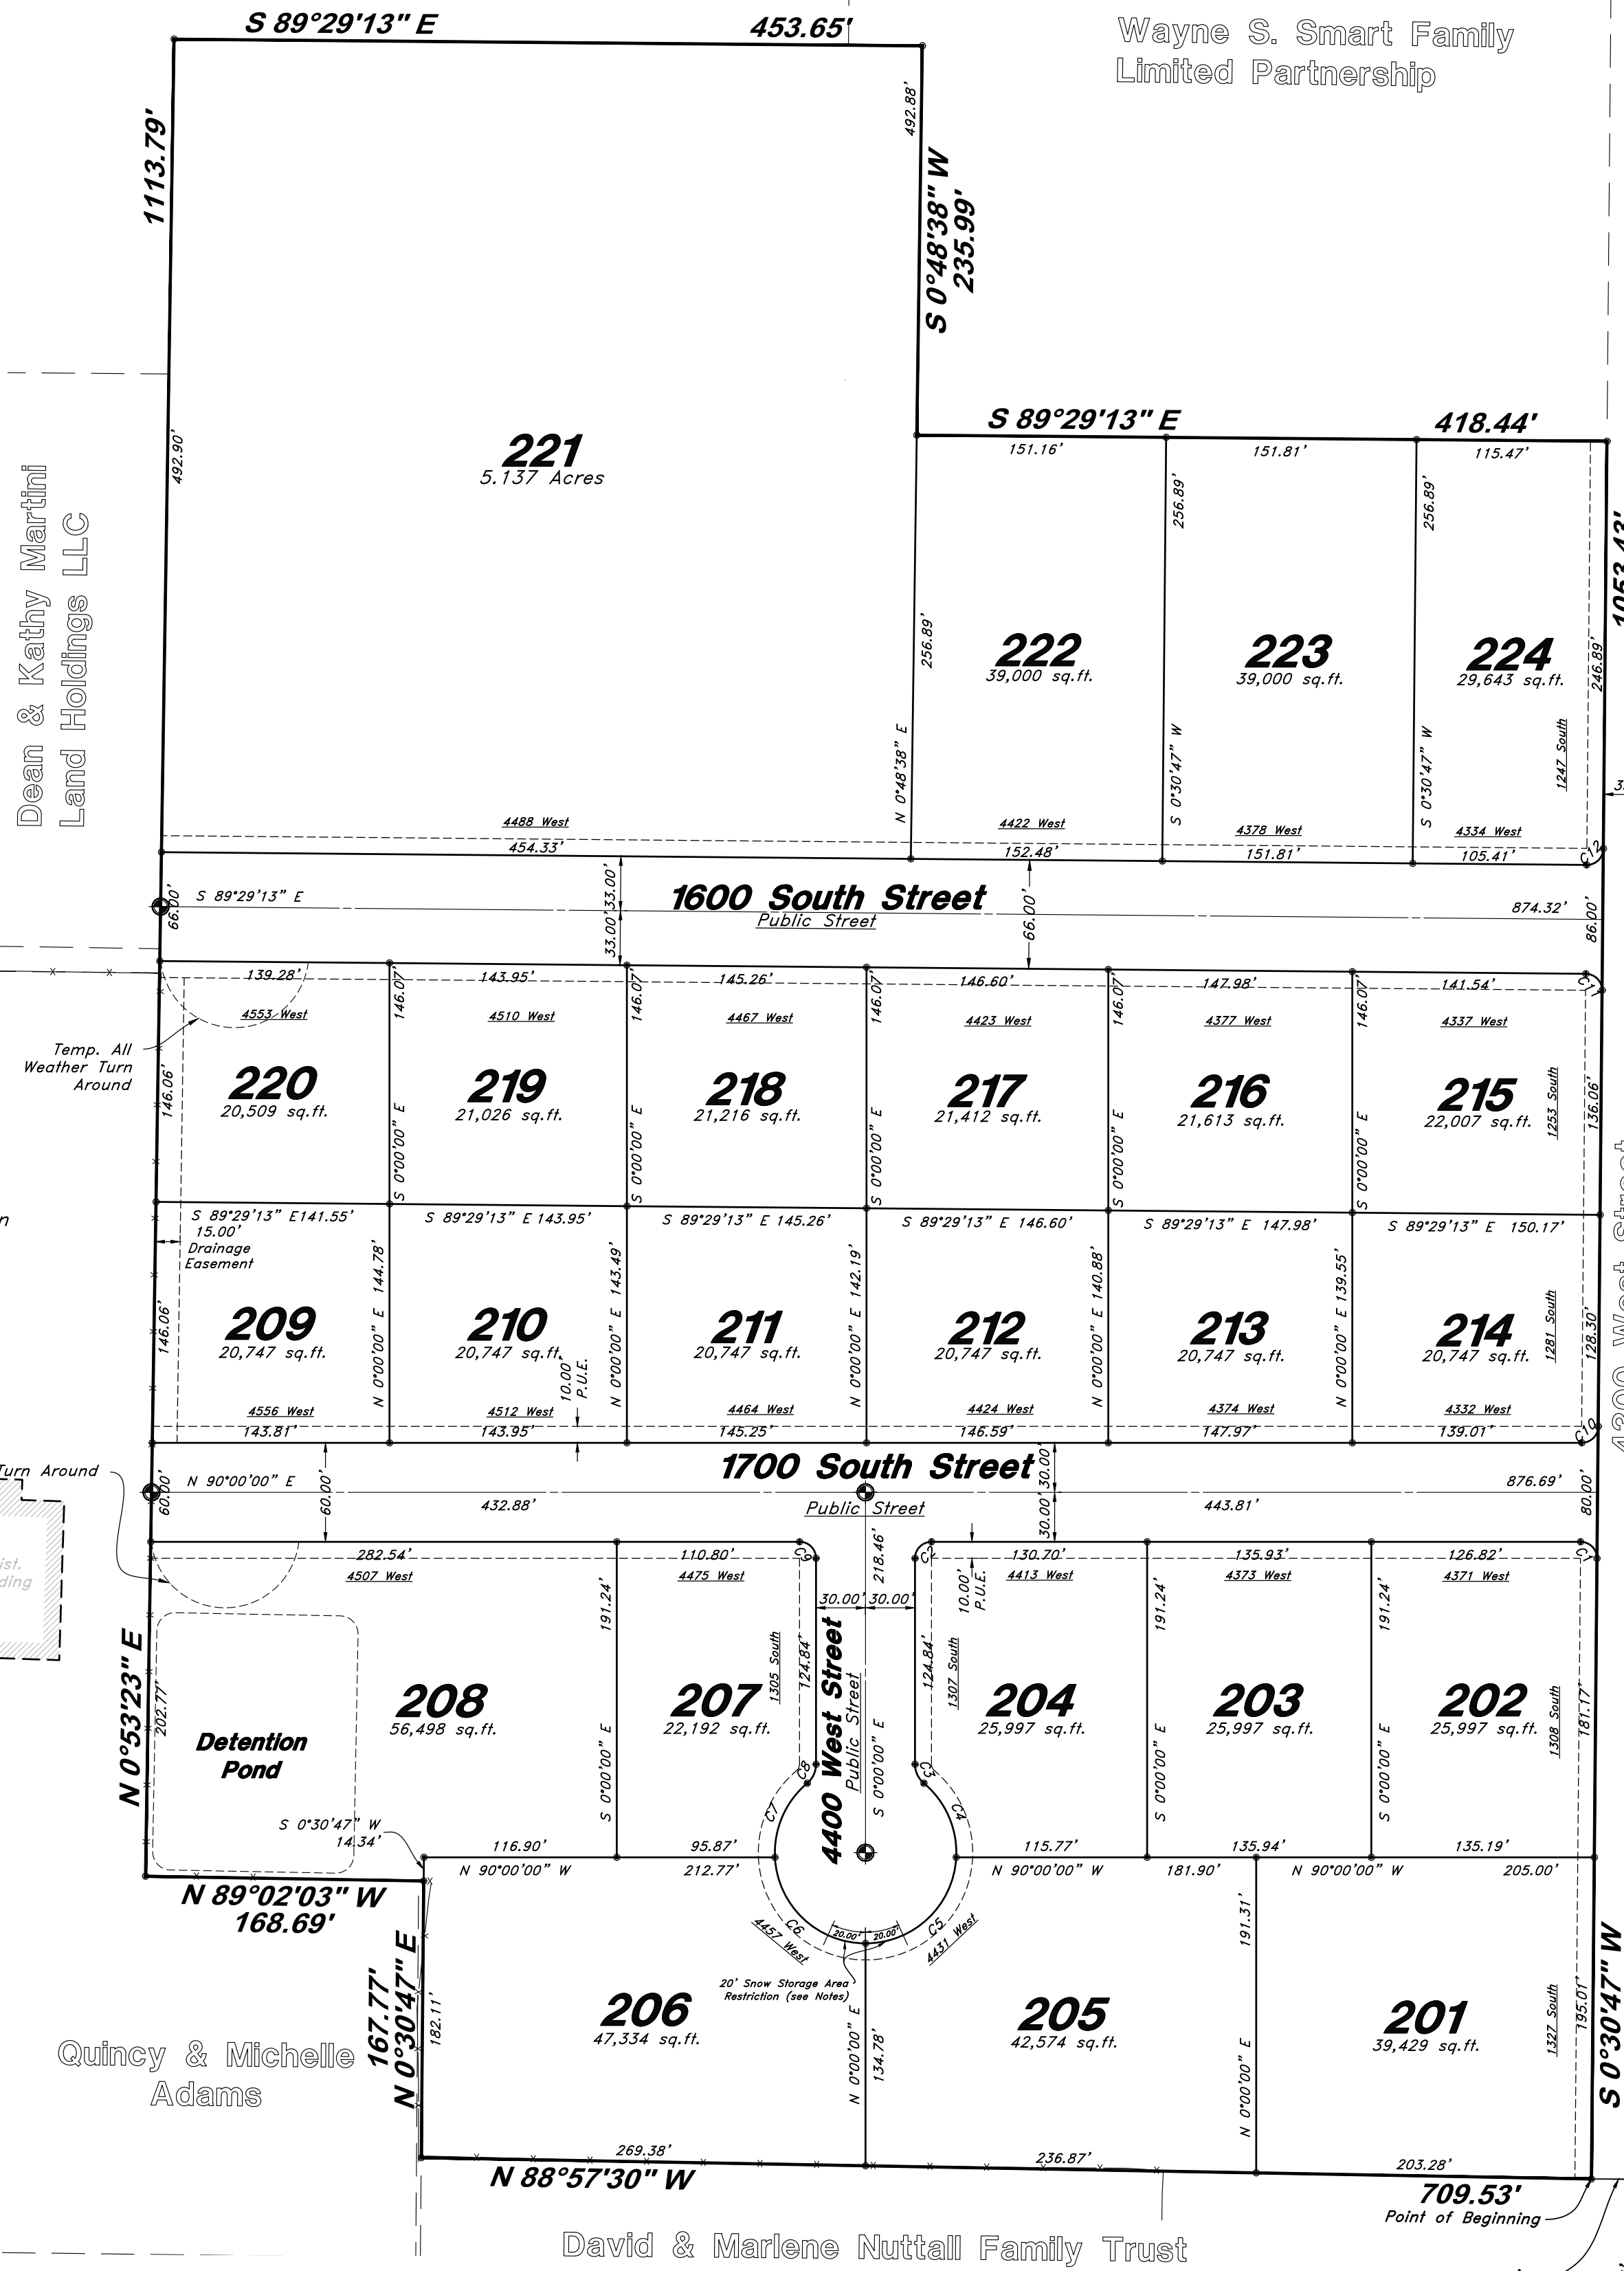 S 89°29'13" E
453.65'
Wayne S. Smart Family
Limited Partnership
1113.79'
492.88'
S 0°48'38" W
235.99'
492.90'
221
5.137 Acres
S 89°29'13" E
418.44'
151.16'
151.81'
115.47'
256.89'
256.89'
256.89'
246.89'
Dean & Kathy Martini
Land Holdings LLC
222
39,000 sq.ft.
223
39,000 sq.ft.
224
29,643 sq.ft.
1247 South
N 0°48'38" E
S 0°30'47" W
S 0°30'47" W
4488 West
4422 West
4378 West
4334 West
454.33'
152.48'
151.81'
105.41'
C12
S 89°29'13" E
66.00'
33.00'
33.00'
1600 South Street
Public Street
66.00'
874.32'
86.00'
139.28'
143.95'
145.26'
146.60'
147.98'
141.54'
C11
146.07'
146.07'
146.07'
146.07'
146.07'
4553 West
4510 West
4467 West
4423 West
4377 West
4337 West
Temp. All
Weather Turn
Around
146.06'
220
20,509 sq.ft.
219
21,026 sq.ft.
218
21,216 sq.ft.
217
21,412 sq.ft.
216
21,613 sq.ft.
215
22,007 sq.ft.
1253 South
136.06'
S 0°00'00" E
S 0°00'00" E
S 0°00'00" E
S 0°00'00" E
S 0°00'00" E
S 89°29'13" E 141.55'
S 89°29'13" E 143.95'
S 89°29'13" E 145.26'
S 89°29'13" E 146.60'
S 89°29'13" E 147.98'
S 89°29'13" E 150.17'
15.00'
Drainage
Easement
146.06'
N 0°00'00" E 144.78'
N 0°00'00" E 143.49'
N 0°00'00" E 142.19'
N 0°00'00" E 140.88'
N 0°00'00" E 139.55'
209
20,747 sq.ft.
210
20,747 sq.ft.
211
20,747 sq.ft.
212
20,747 sq.ft.
213
20,747 sq.ft.
214
20,747 sq.ft.
1281 South
128.30'
10.00'
P.U.E.
4556 West
4512 West
4464 West
4424 West
4374 West
4332 West
143.81'
143.95'
145.25'
146.59'
147.97'
139.01'
C10
Turn Around
60.00'
N 90°00'00" E
60.00'
432.88'
1700 South Street
Public Street
30.00'
30.00'
443.81'
876.69'
80.00'
282.54'
110.80'
C9
218.46'
C2
130.70'
135.93'
126.82'
C1
4507 West
4475 West
10.00'
P.U.E.
4413 West
4373 West
4371 West
30.00'
30.00'
191.24'
191.24'
191.24'
1305 South
124.84'
4400 West Street
Public Street
S 0°00'00" E
124.84'
1307 South
N 0°53'23" E
202.77'
Detention
Pond
208
56,498 sq.ft.
207
22,192 sq.ft.
204
25,997 sq.ft.
203
25,997 sq.ft.
202
25,997 sq.ft.
1308 South
181.17'
S 0°00'00" E
S 0°00'00" E
S 0°00'00" E
C8
C3
C7
C4
S 0°30'47" W
14.34'
116.90'
95.87'
115.77'
135.94'
135.19'
N 90°00'00" W
212.77'
N 90°00'00" W
181.90'
N 90°00'00" W
205.00'
N 89°02'03" W
168.69'
C6
C5
20.00'
20.00'
4457 West
4431 West
20' Snow Storage Area
Restriction (see Notes)
191.31'
167.77'
N 0°30'47" E
182.11'
206
47,334 sq.ft.
N 0°00'00" E
134.78'
205
42,574 sq.ft.
N 0°00'00" E
201
39,429 sq.ft.
1327 South
195.01'
S 0°30'47" W
Quincy & Michelle
Adams
269.38'
236.87'
203.28'
N 88°57'30" W
709.53'
Point of Beginning
David & Marlene Nuttall Family Trust